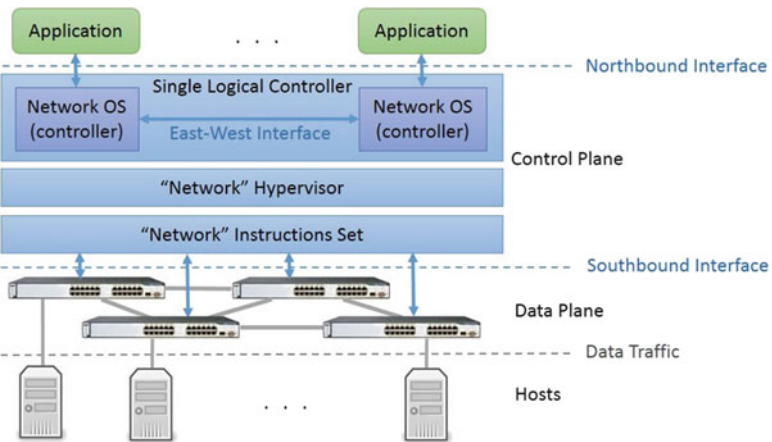 Application
. . .
Application
Northbound Interface
Single Logical Controller
Network OS
(controller)
East-West Interface
Network OS
(controller)
Control Plane
“Network” Hypervisor
“Network” Instructions Set
Southbound Interface
Data Plane
Data Traffic
. . .
Hosts